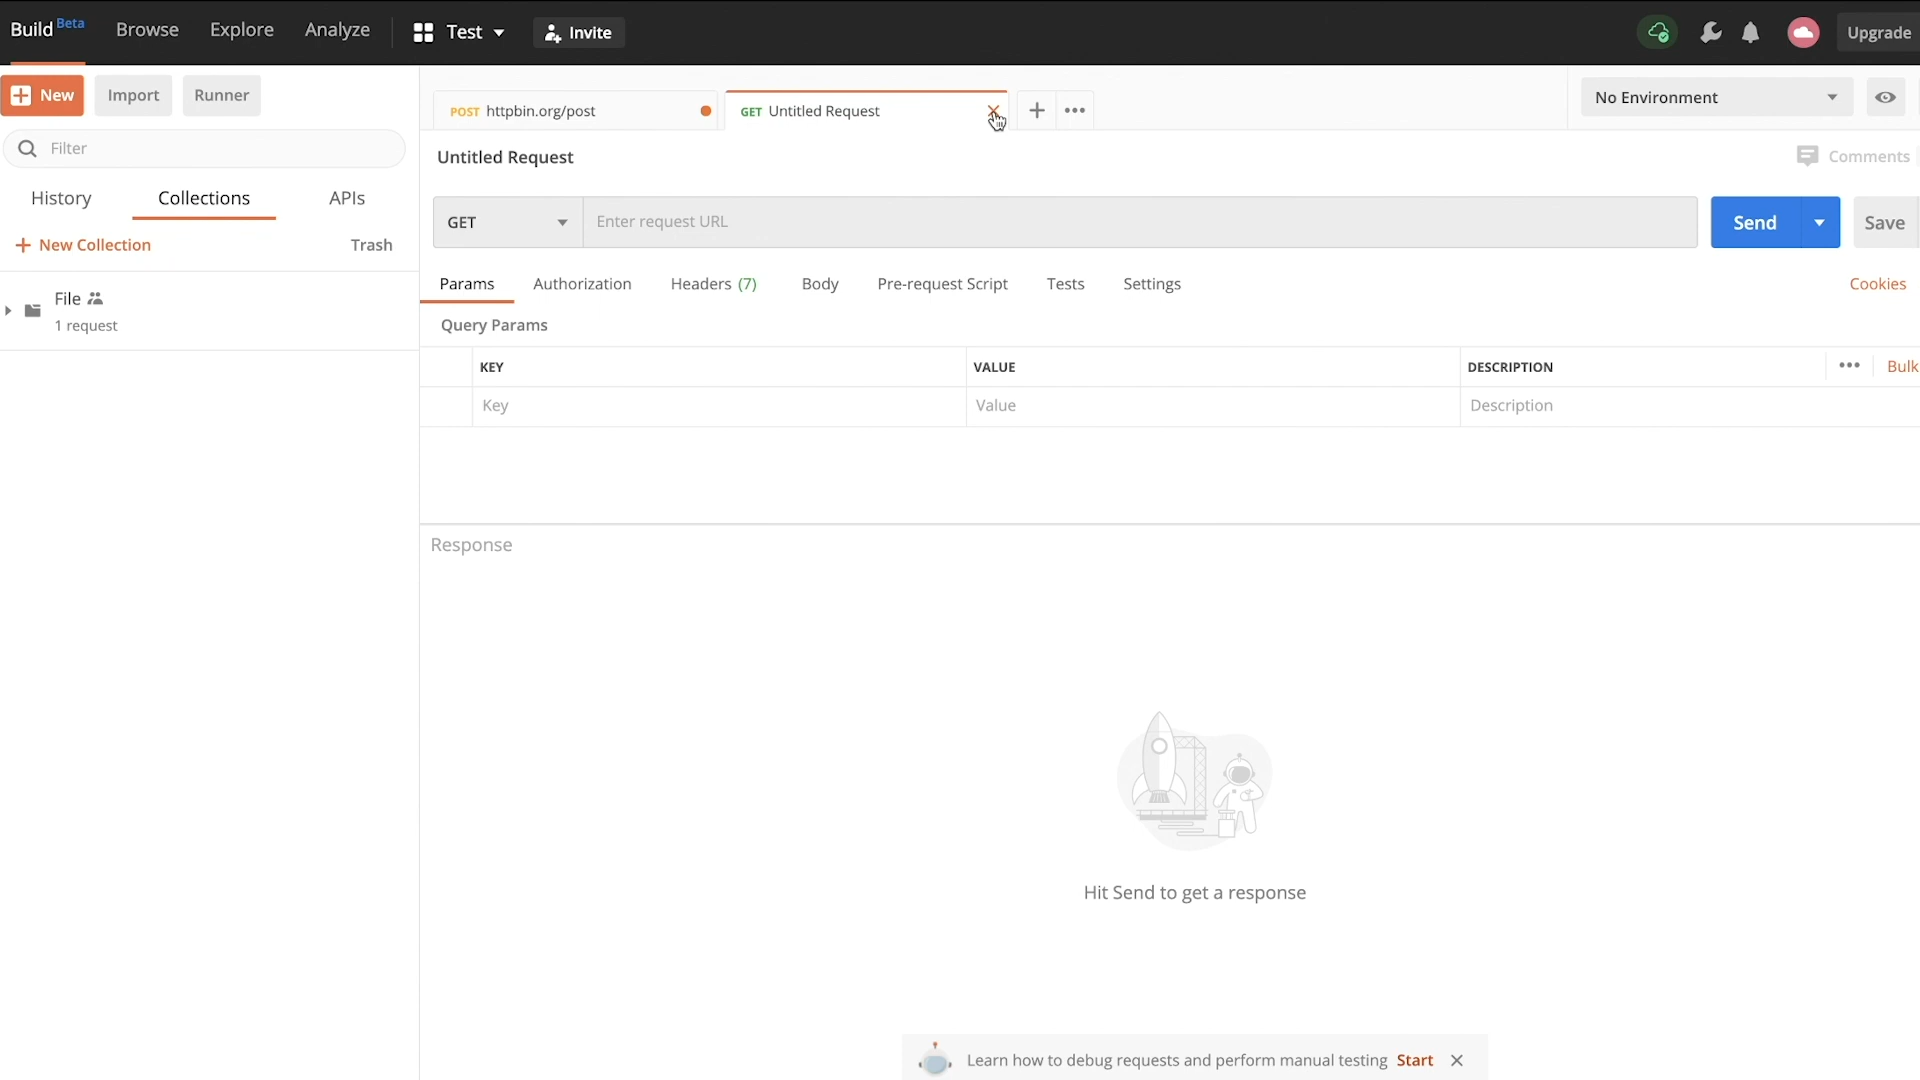 Build Beta Browse Explore Analyze Test Invite Upgrade
New Import Runner
POST httpbin.org/post GET Untitled Request No Environment
Filter
Untitled Request Comments
History Collections APIs
GET Enter request URL Send Save
New Collection Trash
Params Authorization Headers (7) Body Pre-request Script Tests Settings Cookies
File
1 request
Query Params
KEY VALUE DESCRIPTION Bulk
Key Value Description
Response
Hit Send to get a response
Learn how to debug requests and perform manual testing Start